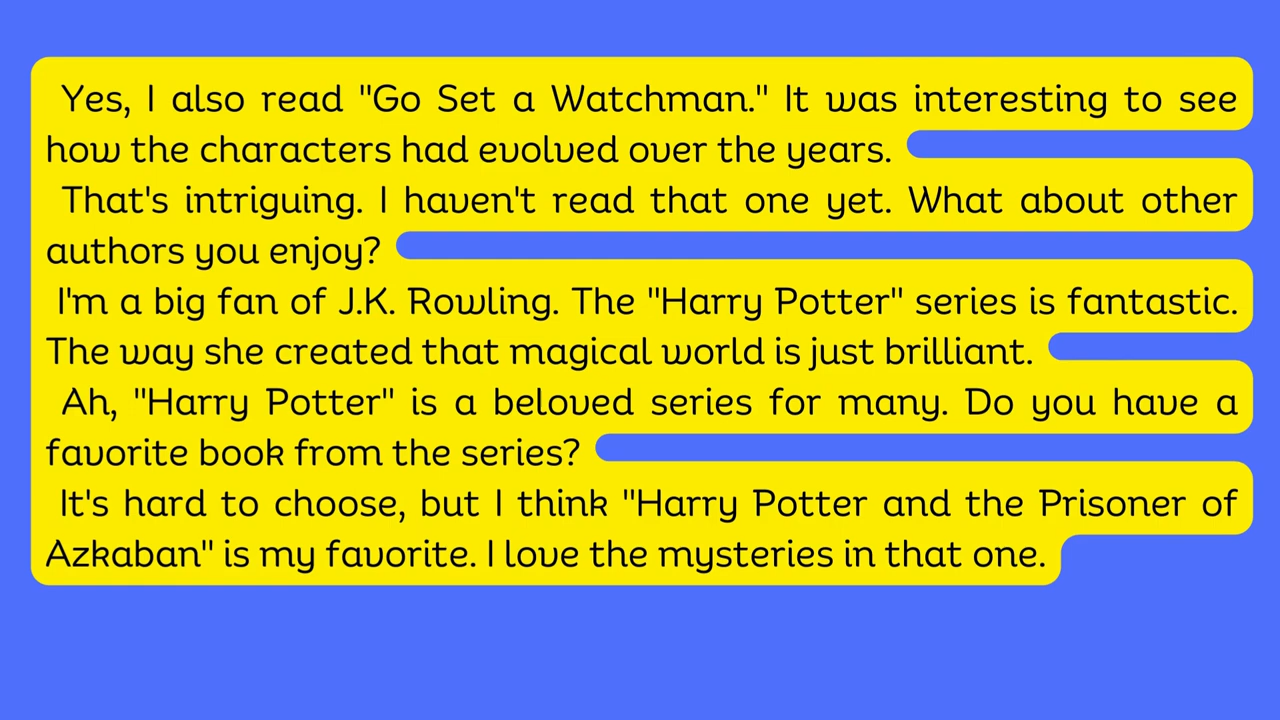 Yes, I also read "Go Set a Watchman." It was interesting to see
how the characters had evolved over the years.
That's intriguing. I haven't read that one yet. What about other
authors you enjoy?
I'm a big fan of J.K. Rowling. The "Harry Potter" series is fantastic.
The way she created that magical world is just brilliant.
Ah, "Harry Potter" is a beloved series for many. Do you have a
favorite book from the series?
It's hard to choose, but I think "Harry Potter and the Prisoner of
Azkaban" is my favorite. I love the mysteries in that one.